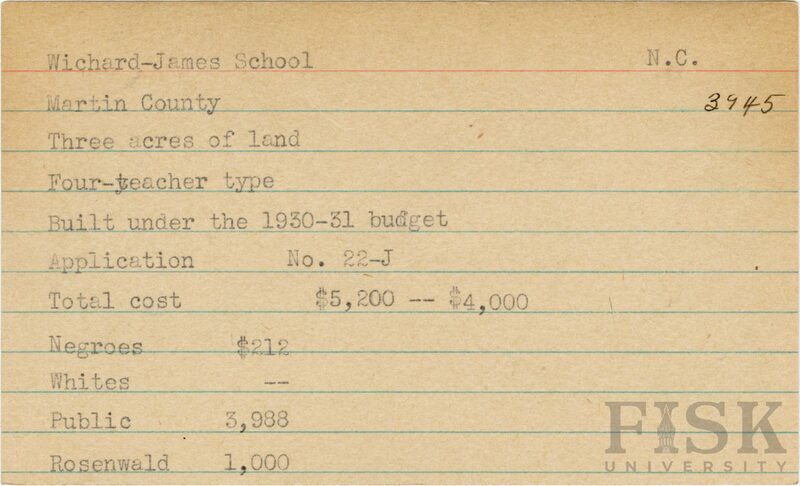 Wichard-James School N.C.
Martin County 3945
Three acres of land
Four-teacher type
Built under the 1930-31 budget
Application No. 22-J
Total cost $5,200 -- $4,000
Negroes $212
Whites --
Public 3,988
Rosenwald 1,000
FISK
UNIVERSITY